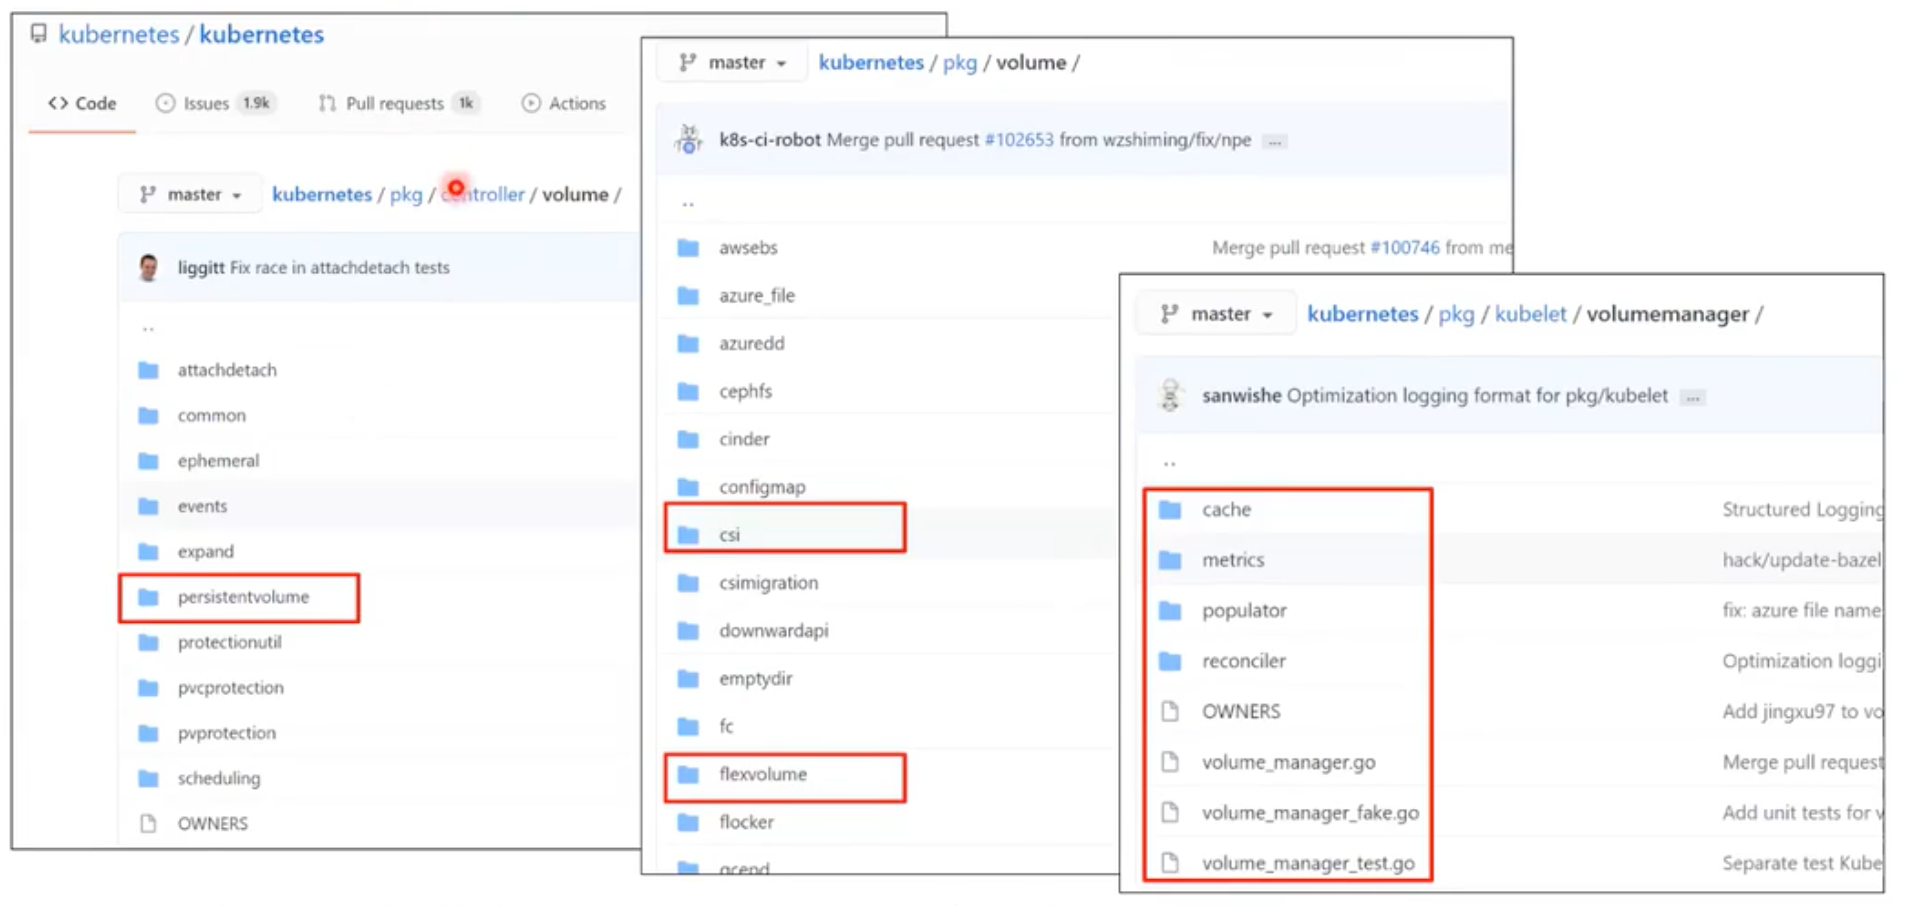 kubernetes / kubernetes
Code Issues 1.9k Pull requests 1k Actions
master kubernetes / pkg / controller / volume /
liggitt Fix race in attachdetach tests
..
attachdetach
common
ephemeral
events
expand
persistentvolume
protectionutil
pvcprotection
pvprotection
scheduling
OWNERS
master kubernetes / pkg / volume /
k8s-ci-robot Merge pull request #102653 from wzshiming/fix/npe ...
..
awsebs Merge pull request #100746 from me
azure_file
azuredd
cephfs
cinder
configmap
csi
csimigration
downwardapi
emptydir
fc
flexvolume
flocker
master kubernetes / pkg / kubelet / volumemanager /
sanwishe Optimization logging format for pkg/kubelet ...
..
cache Structured Logging
metrics hack/update-bazel
populator fix: azure file name
reconciler Optimization loggi
OWNERS Add jingxu97 to vo
volume_manager.go Merge pull request
volume_manager_fake.go Add unit tests for v
volume_manager_test.go Separate test Kube